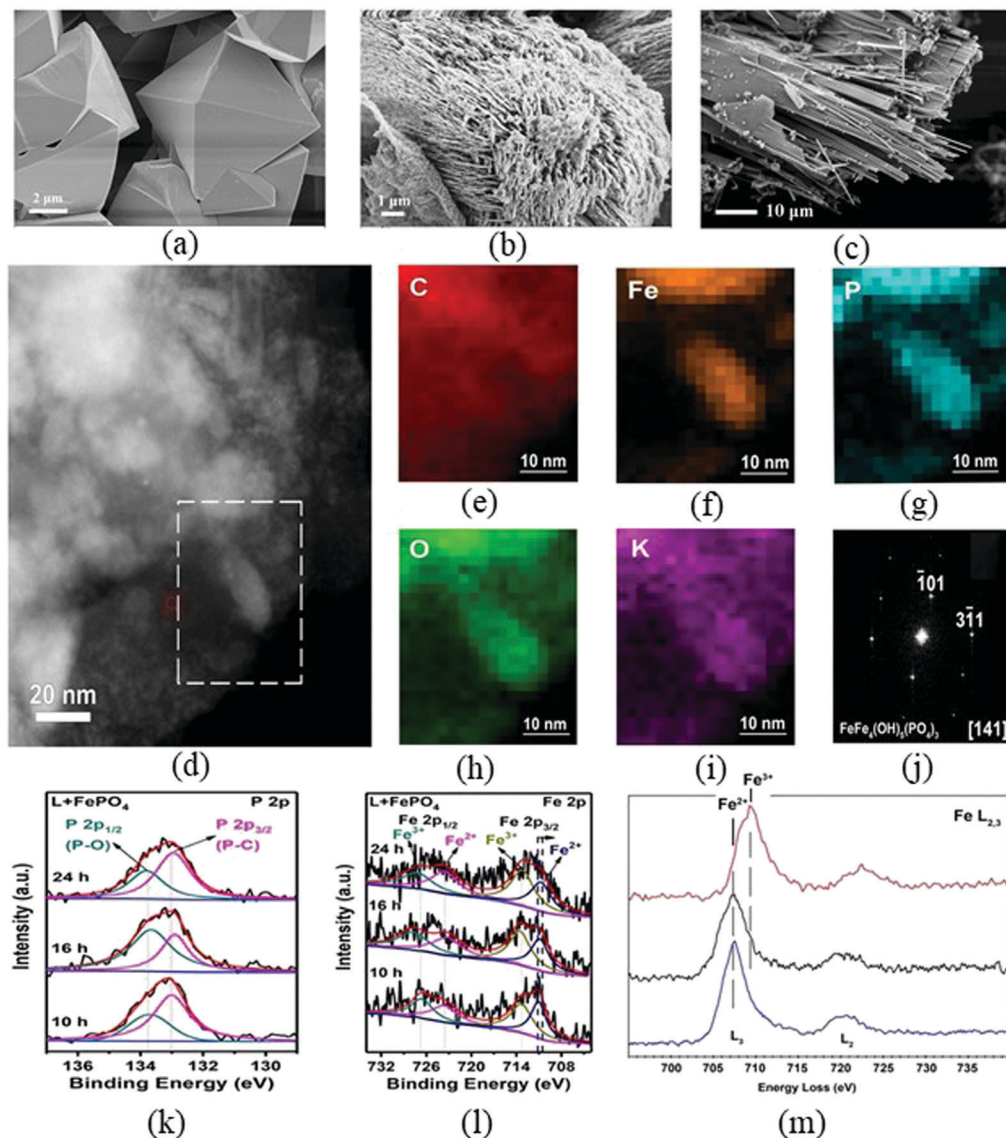 2 µm
1 µm
10 µm
(a)
(b)
(c)
C
10 nm
Fe
10 nm
P
10 nm
(e)
(f)
(g)
20 nm
(d)
O
10 nm
K
10 nm
1̅01
31̅1
FeFe₄(OH)₅(PO₄)₃ [141]
(h)
(i)
(j)
L+FePO₄ P 2p
P 2p₁/₂
(P-O)
P 2p₃/₂
(P-C)
24 h
16 h
10 h
Intensity (a.u.)
136 134 132 130
Binding Energy (eV)
(k)
L+FePO₄ Fe 2p
Fe 2p₁/₂ Fe 2p₃/₂
Fe³⁺ Fe²⁺ Fe³⁺ Fe²⁺
24 h
16 h
10 h
Intensity (a.u.)
734 726 720 712 704
Binding Energy (eV)
(l)
Fe³⁺
Fe²⁺
Fe L₂,₃
L₃
L₂
700 705 710 715 720 725 730 735
Energy Loss (eV)
(m)